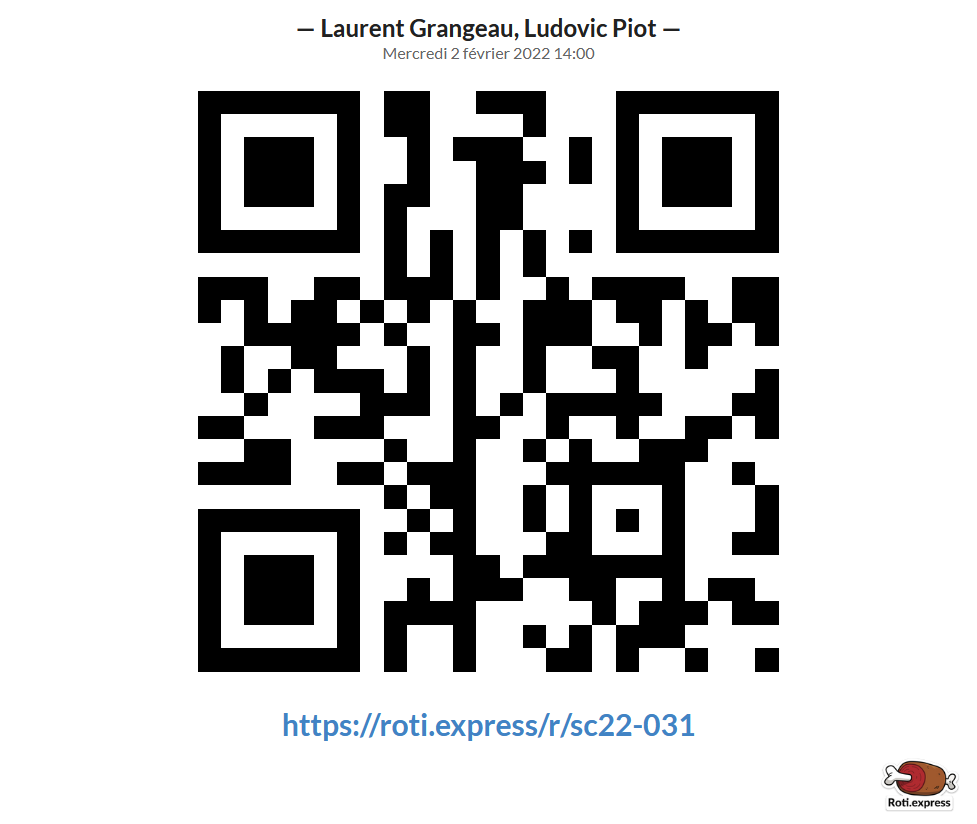 — Laurent Grangeau, Ludovic Piot —
Mercredi 2 février 2022 14:00
https://roti.express/r/sc22-031
Roti.express